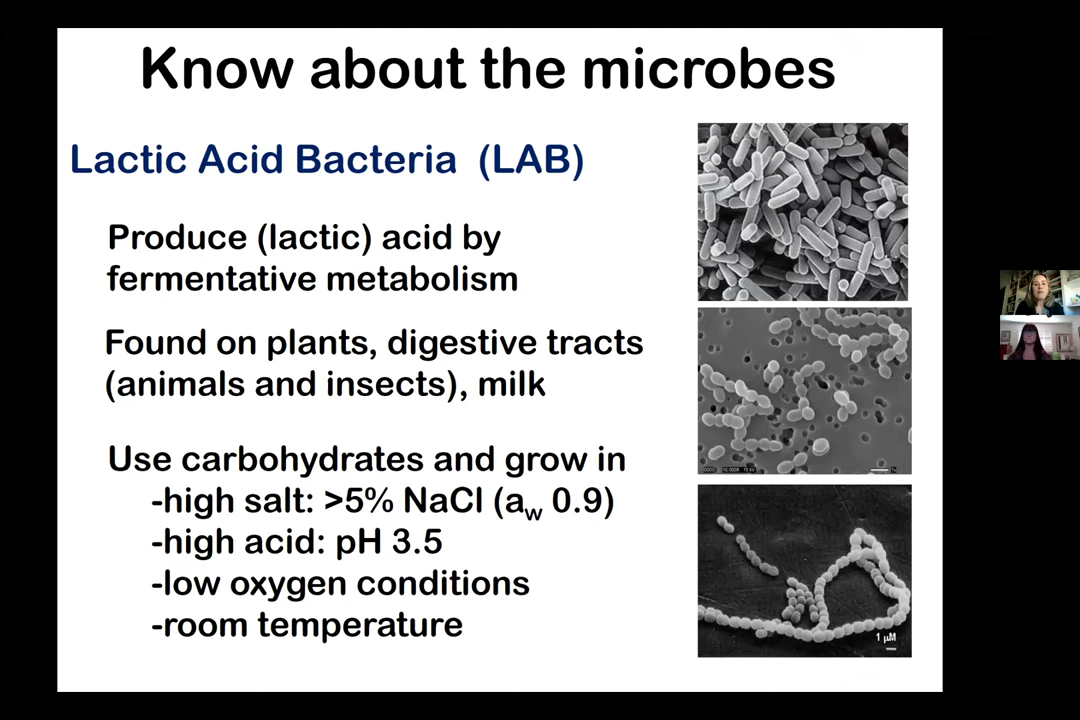 Know about the microbes
Lactic Acid Bacteria (LAB)
Produce (lactic) acid by
fermentative metabolism
Found on plants, digestive tracts
(animals and insects), milk
Use carbohydrates and grow in
-high salt: >5% NaCl (aw 0.9)
-high acid: pH 3.5
-low oxygen conditions
-room temperature
1 µM